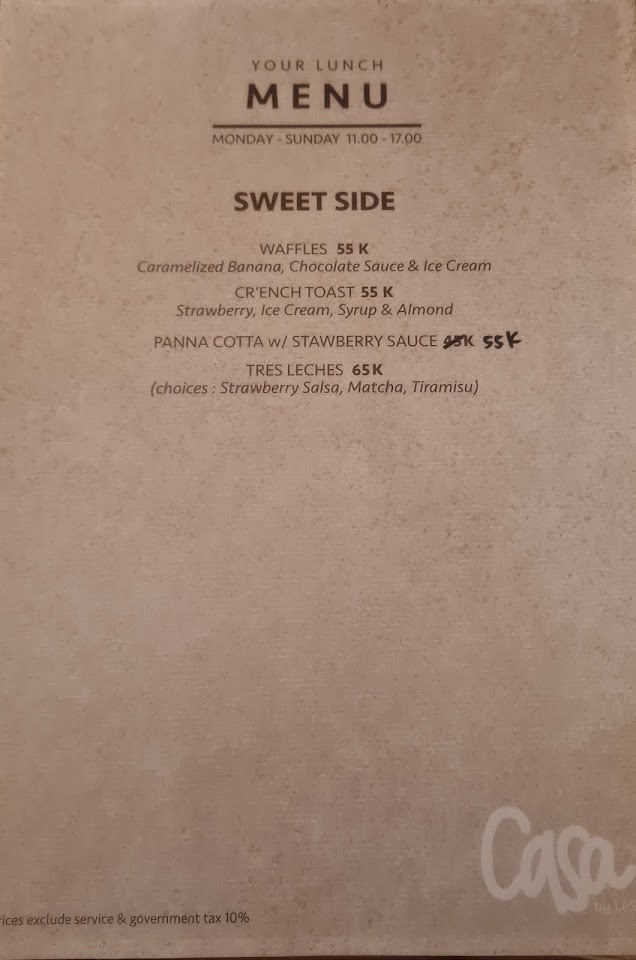 YOUR LUNCH
MENU
MONDAY - SUNDAY 11.00 - 17.00
SWEET SIDE
WAFFLES 55 K
Caramelized Banana, Chocolate Sauce & Ice Cream
CR'ENCH TOAST 55 K
Strawberry, Ice Cream, Syrup & Almond
PANNA COTTA w/ STAWBERRY SAUCE 55K
TRES LECHES 65K
(choices : Strawberry Salsa, Matcha, Tiramisu)
Casa
by
exclude service & government tax 10%